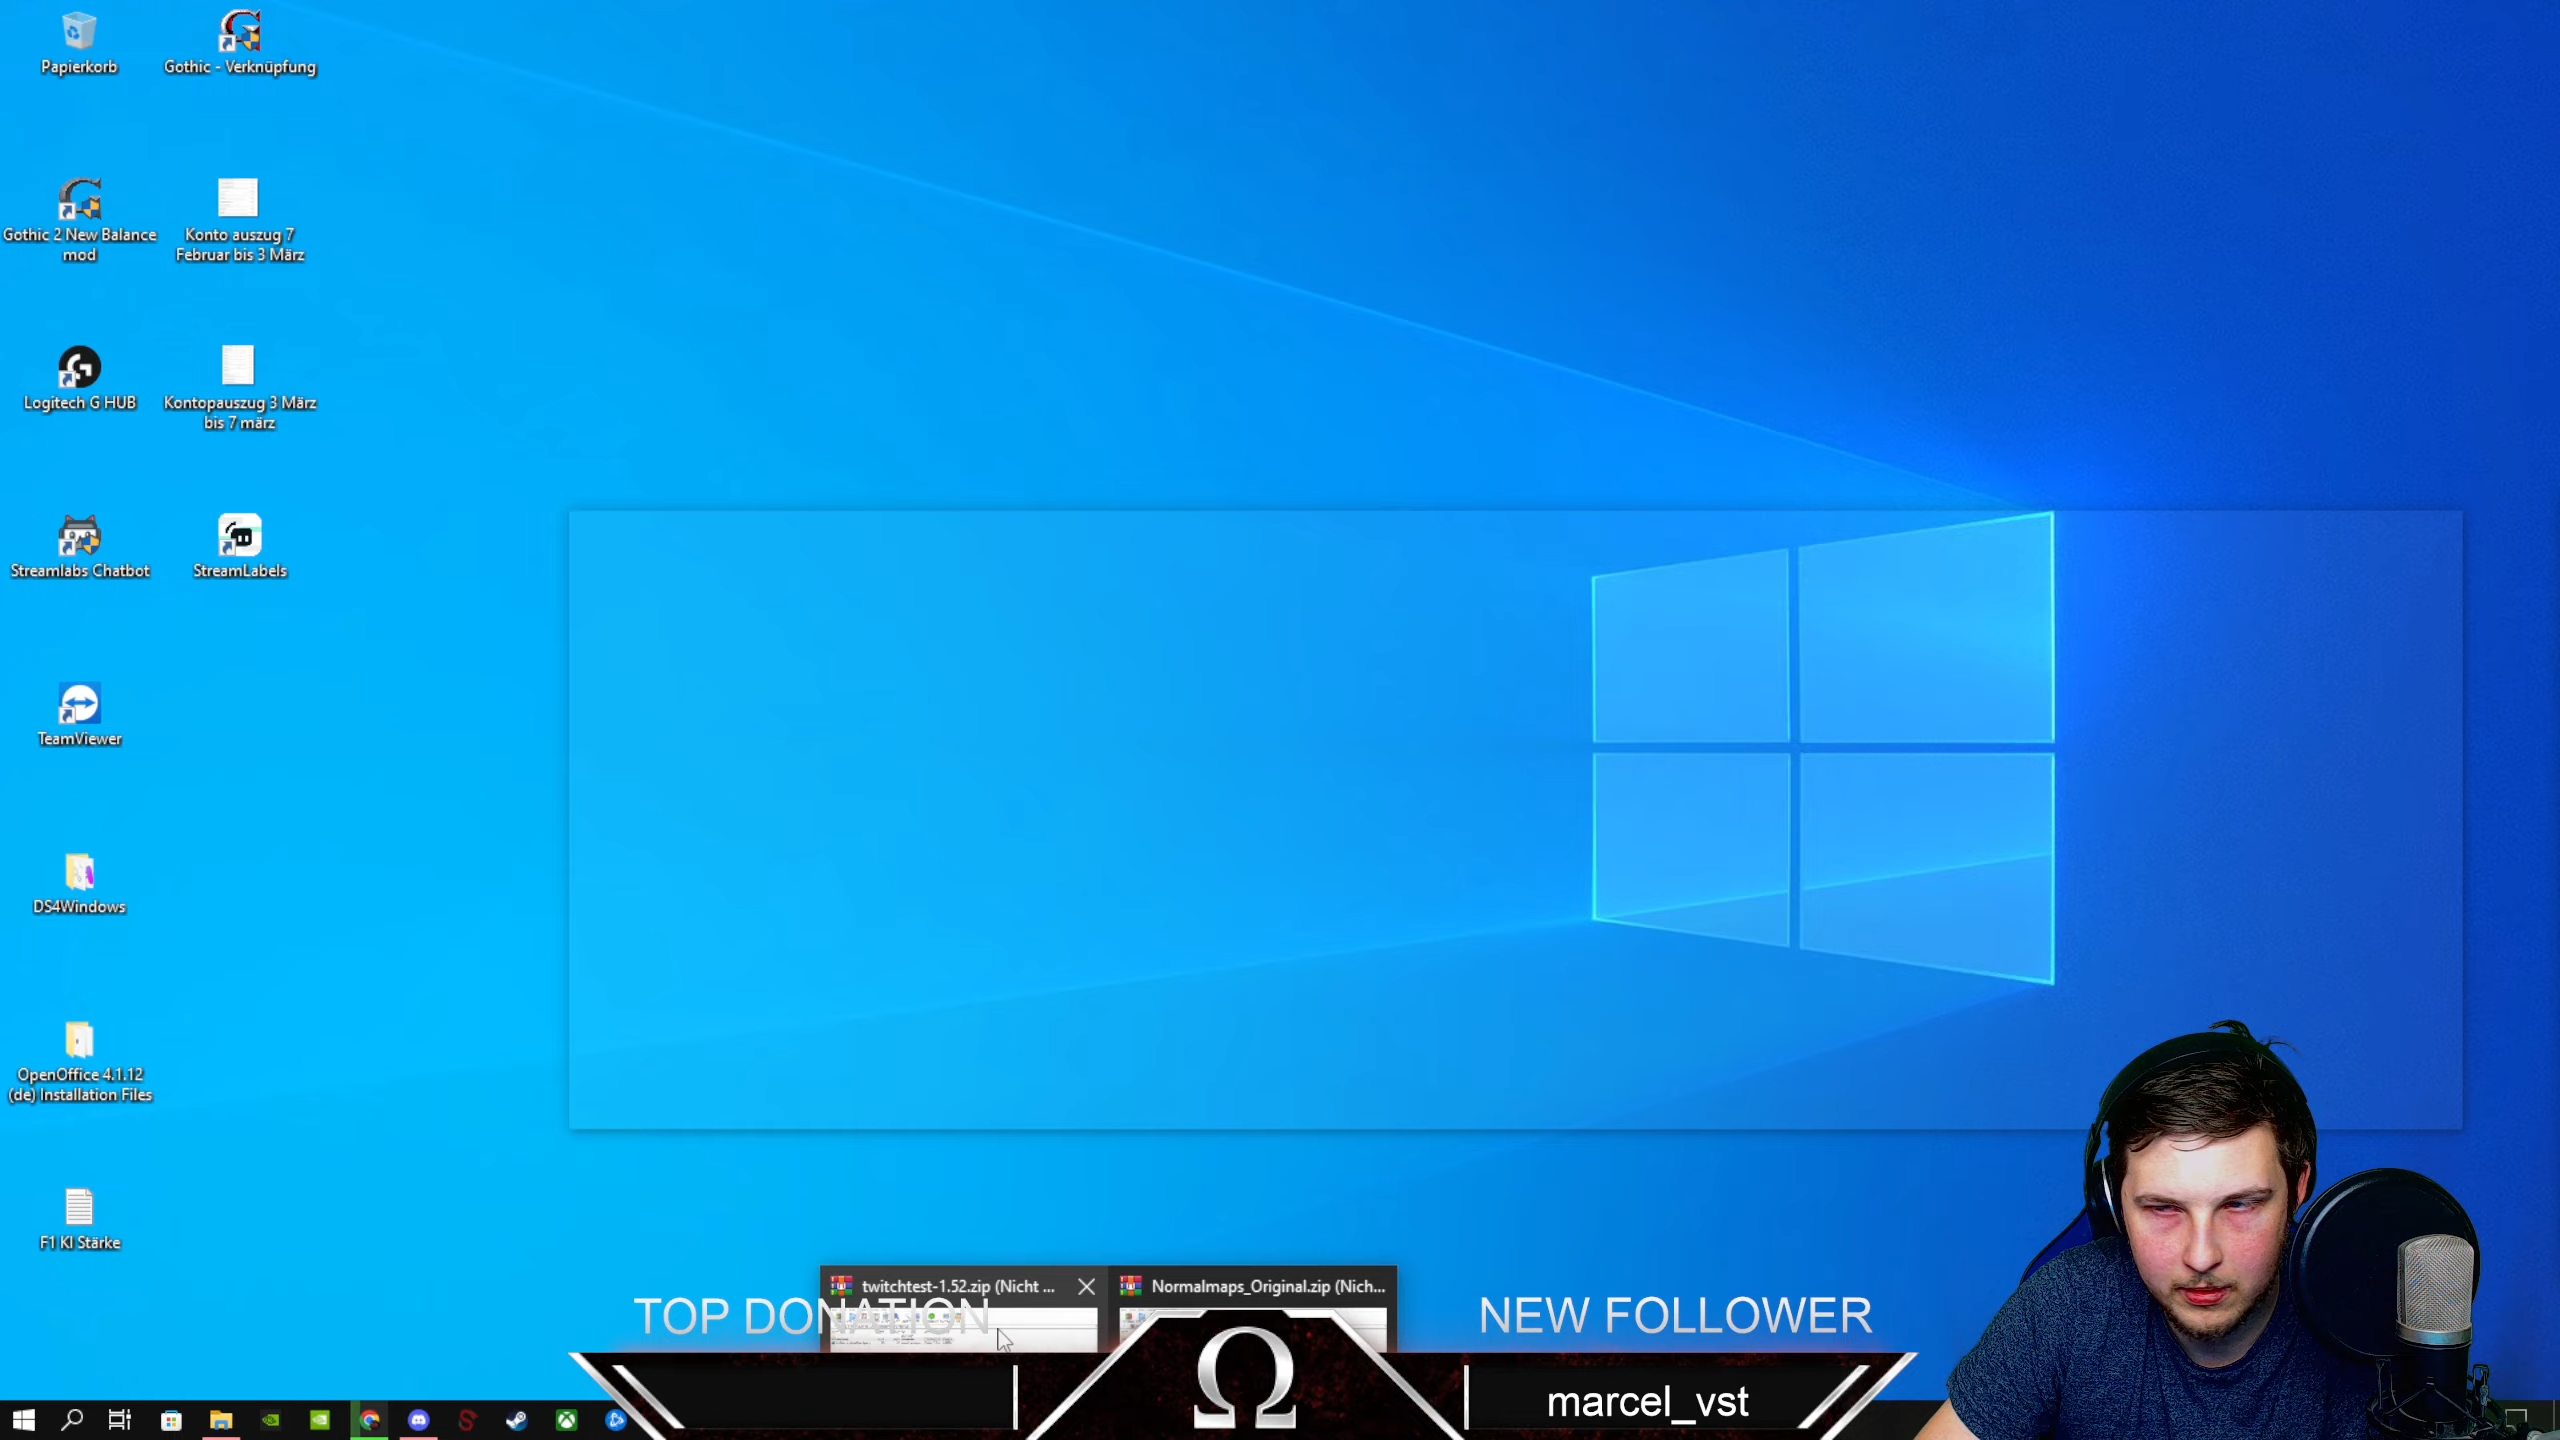 Papierkorb
Gothic - Verknüpfung
Gothic 2 New Balance
mod
Konto auszug 7
Februar bis 3 März
Logitech G HUB
Kontopauszug 3 März
bis 7 märz
Streamlabs Chatbot
StreamLabels
TeamViewer
DS4Windows
OpenOffice 4.1.12
(de) Installation Files
F1 KI Stärke
twitchtest-1.52.zip (Nicht ...
Normalmaps_Original.zip (Nich...
TOP DONATION
NEW FOLLOWER
Ω
marcel_vst